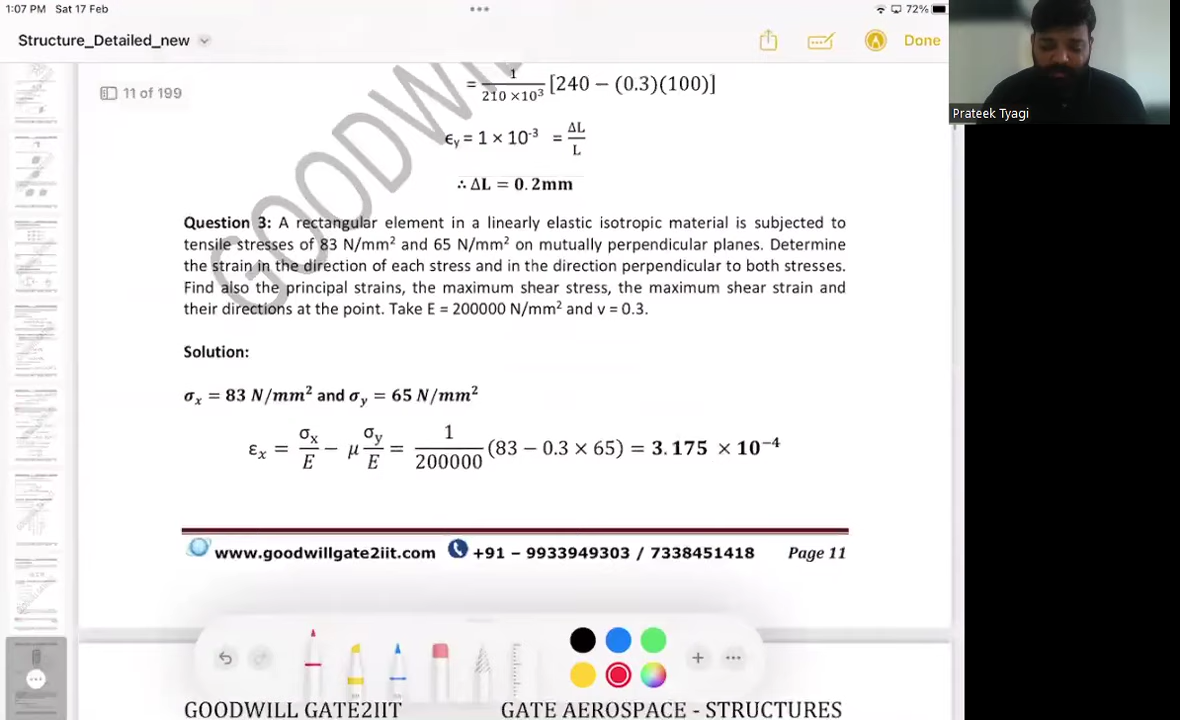 1:07 PM Sat 17 Feb
72%
Structure_Detailed_new
Done
Prateek Tyagi
11 of 199
GOODWIL
= 1/(210 ×10³) [240 − (0.3)(100)]
ϵy = 1 × 10⁻³ = ΔL/L
∴ ΔL = 0.2mm
Question 3: A rectangular element in a linearly elastic isotropic material is subjected to
tensile stresses of 83 N/mm² and 65 N/mm² on mutually perpendicular planes. Determine
the strain in the direction of each stress and in the direction perpendicular to both stresses.
Find also the principal strains, the maximum shear stress, the maximum shear strain and
their directions at the point. Take E = 200000 N/mm² and v = 0.3.
Solution:
σx = 83 N/mm² and σy = 65 N/mm²
εx = σx/E − μ σy/E = 1/200000 (83 − 0.3 × 65) = 3.175 × 10⁻⁴
www.goodwillgate2iit.com +91 – 9933949303 / 7338451418 Page 11
GOODWILL GATE2IIT GATE AEROSPACE - STRUCTURES